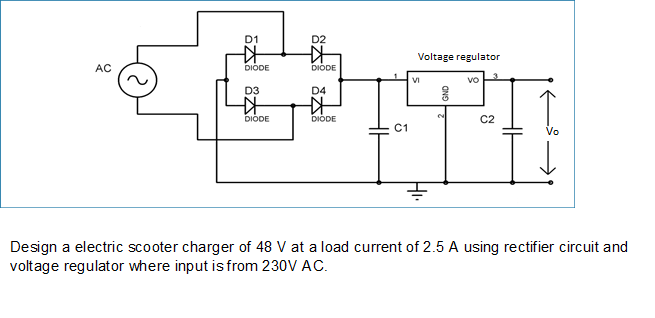 D1 D2
Voltage regulator
AC DIODE DIODE
1 VI VO 3
GND
D3 D4
2
DIODE DIODE C1 C2 Vo
Design a electric scooter charger of 48 V at a load current of 2.5 A using rectifier circuit and
voltage regulator where input is from 230V AC.